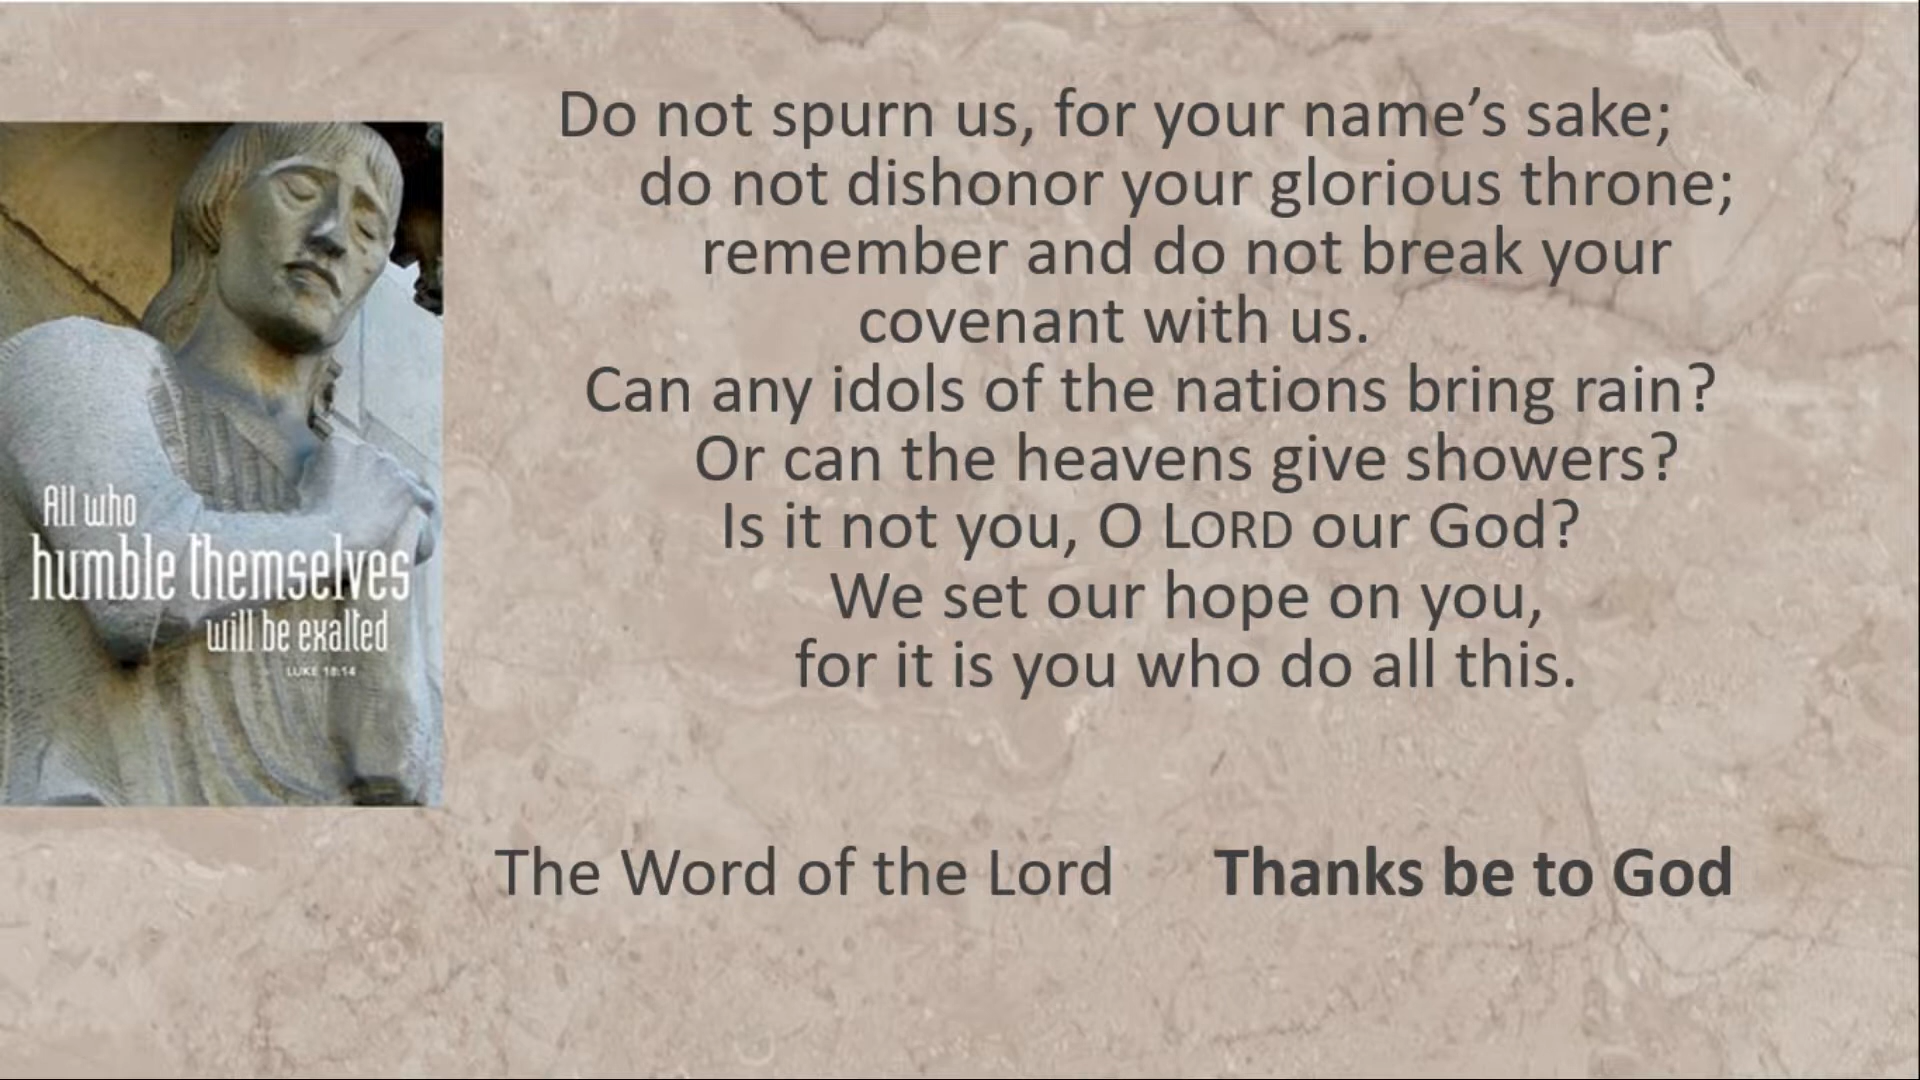 Do not spurn us, for your name’s sake;
do not dishonor your glorious throne;
remember and do not break your
covenant with us.
Can any idols of the nations bring rain?
Or can the heavens give showers?
Is it not you, O LORD our God?
We set our hope on you,
for it is you who do all this.
The Word of the Lord Thanks be to God
All who
humble themselves
will be exalted
LUKE 18:14